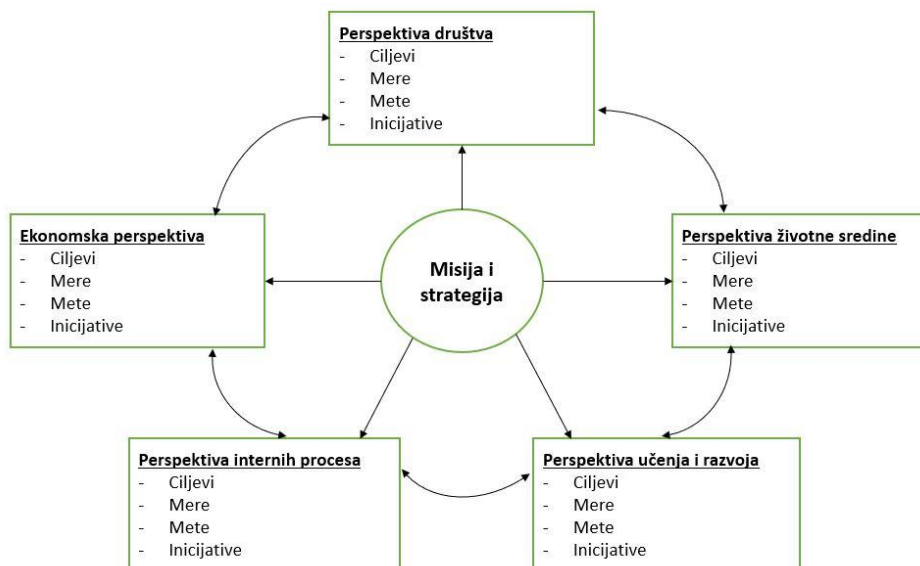 Perspektiva društva
- Ciljevi
- Mere
- Mete
- Inicijative
Ekonomska perspektiva
- Ciljevi
- Mere
- Mete
- Inicijative
Misija i
strategija
Perspektiva životne sredine
- Ciljevi
- Mere
- Mete
- Inicijative
Perspektiva internih procesa
- Ciljevi
- Mere
- Mete
- Inicijative
Perspektiva učenja i razvoja
- Ciljevi
- Mere
- Mete
- Inicijative